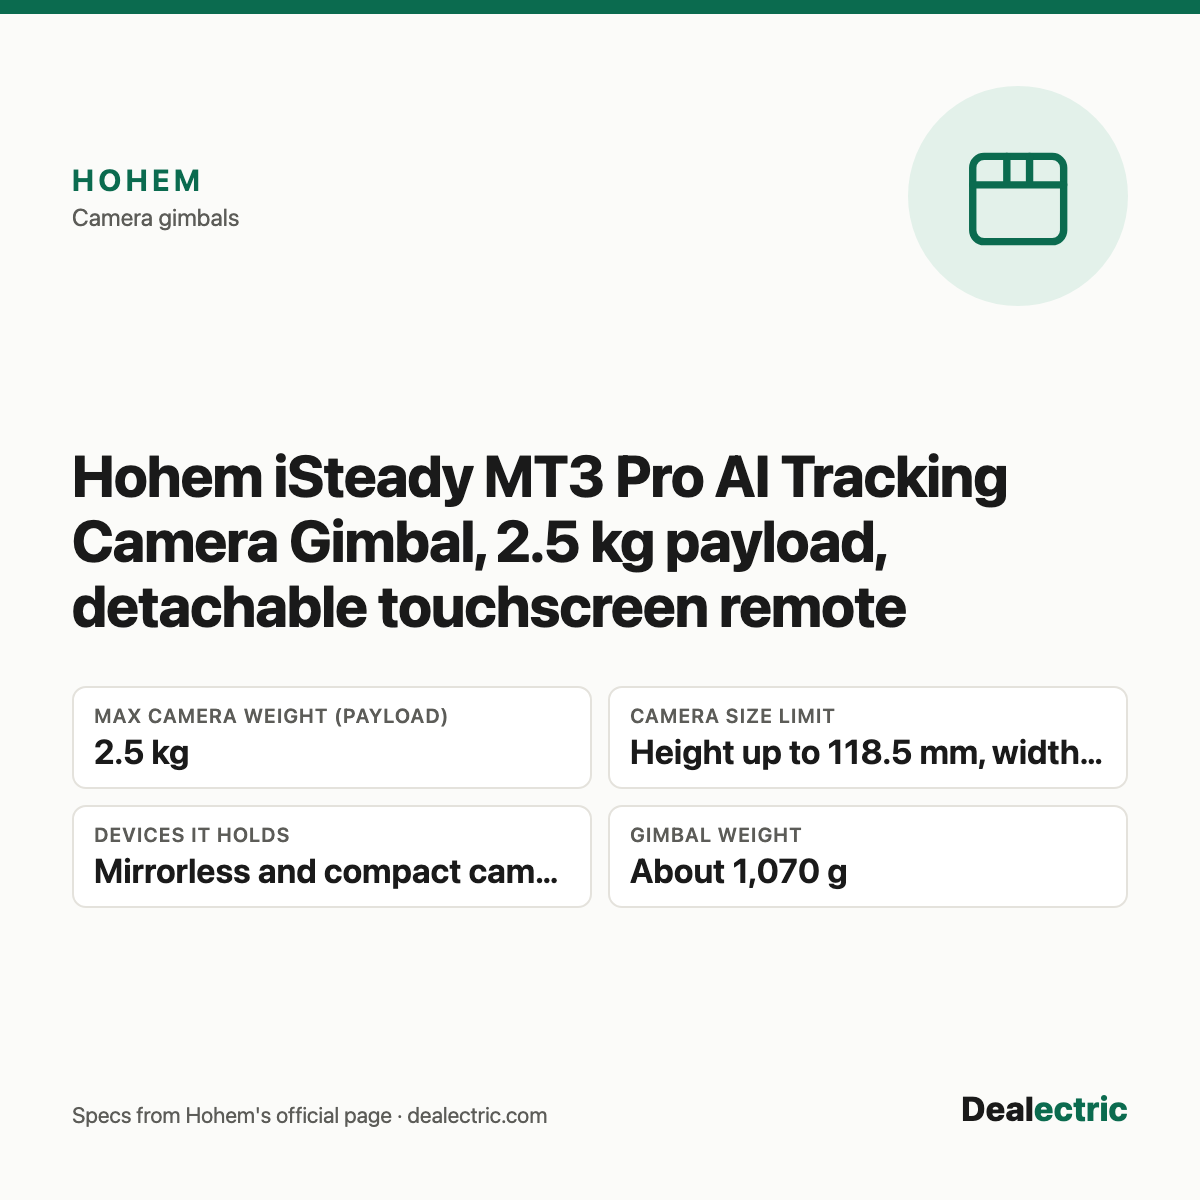 HOHEM
Camera gimbals
Hohem iSteady MT3 Pro AI Tracking
Camera Gimbal, 2.5 kg payload,
detachable touchscreen remote
MAX CAMERA WEIGHT (PAYLOAD)
2.5 kg
CAMERA SIZE LIMIT
Height up to 118.5 mm, width...
DEVICES IT HOLDS
Mirrorless and compact cam...
GIMBAL WEIGHT
About 1,070 g
Specs from Hohem's official page · dealectric.com
Dealectric